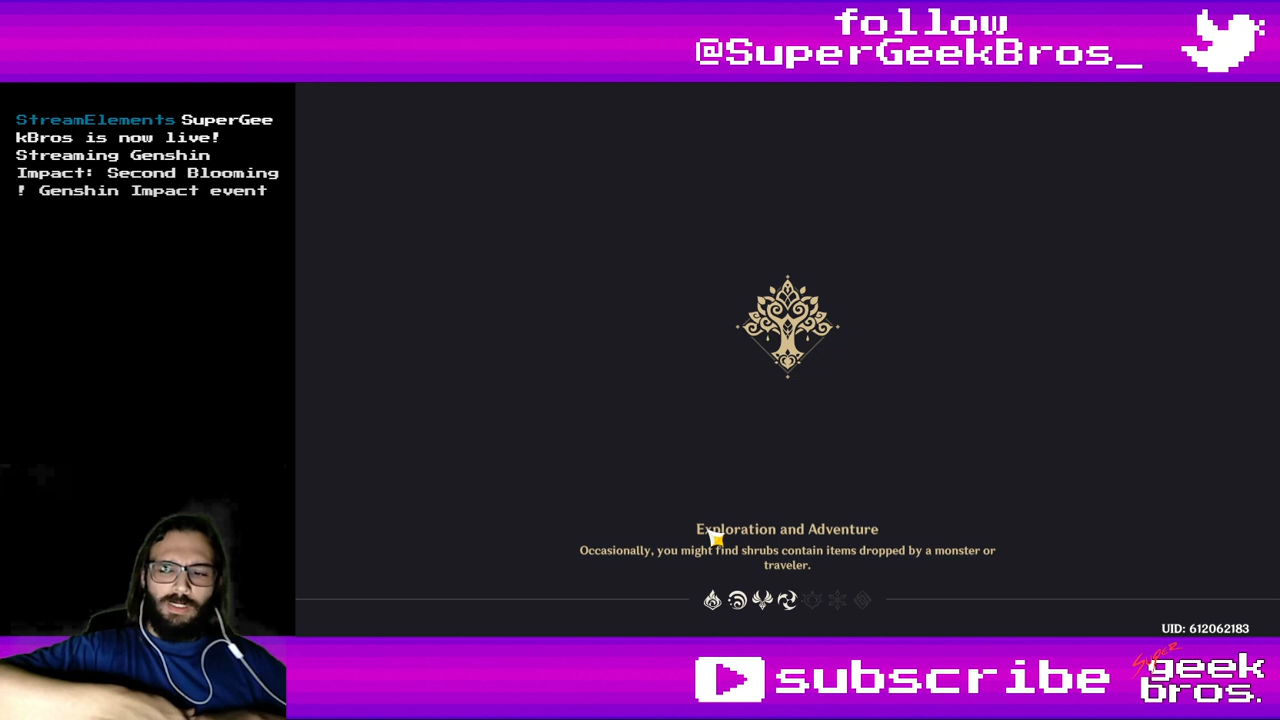 follow
@SuperGeekBros_
StreamElements SuperGee
kBros is now live!
Streaming Genshin
Impact: Second Blooming
! Genshin Impact event
Exploration and Adventure
Occasionally, you might find shrubs contain items dropped by a monster or
traveler.
UID: 612062183
subscribe
super
geek
bros.